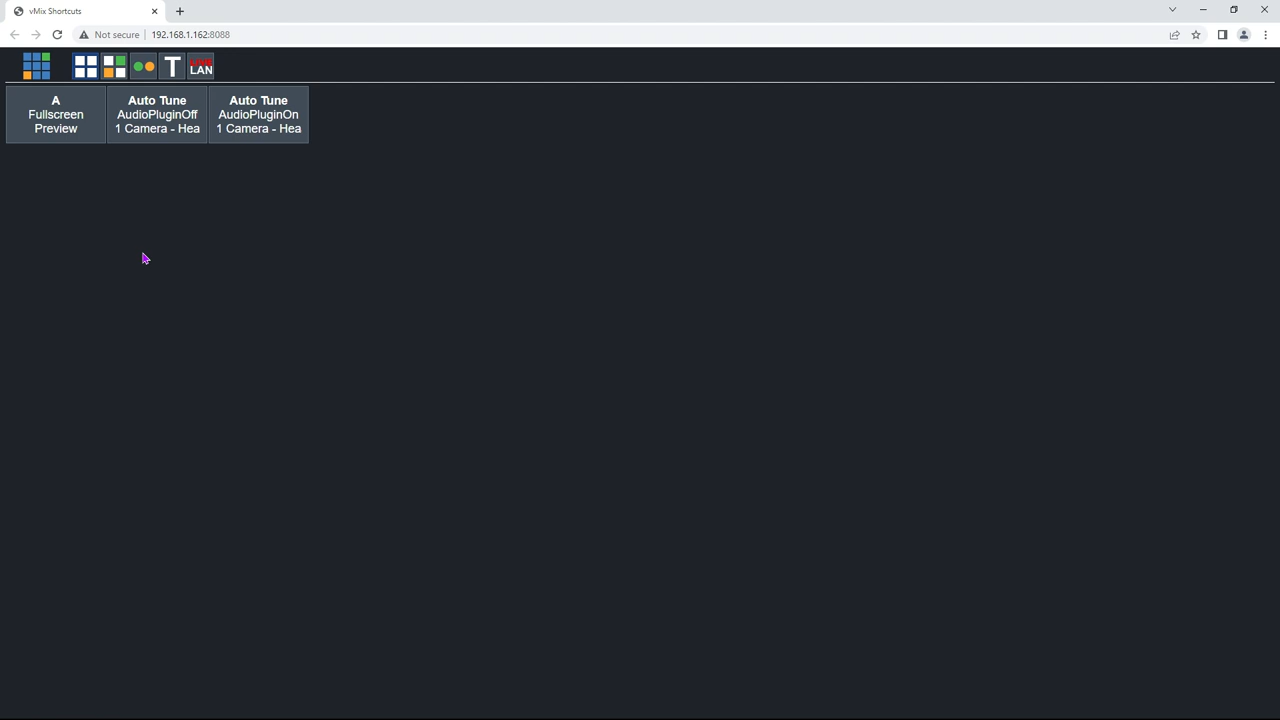 vMix Shortcuts
Not secure
192.168.1.162:8088
T
LIVE
LAN
A
Fullscreen
Preview
Auto Tune
AudioPluginOff
1 Camera - Hea
Auto Tune
AudioPluginOn
1 Camera - Hea